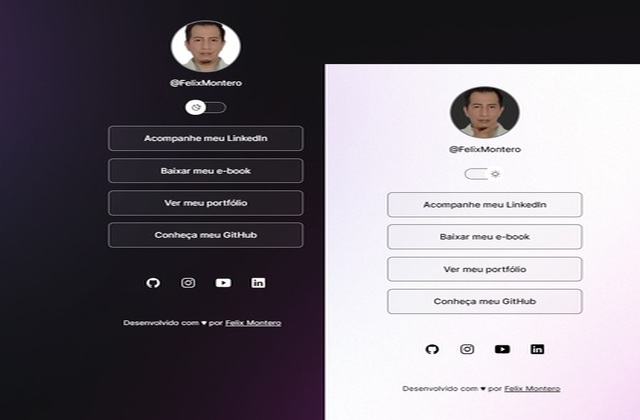 @FelixMontero
Acompanhe meu LinkedIn
Baixar meu e-book
Ver meu portfólio
Conheça meu GitHub
Desenvolvido com ♥ por Felix Montero
@FelixMontero
Acompanhe meu LinkedIn
Baixar meu e-book
Ver meu portfólio
Conheça meu GitHub
Desenvolvido com ♥ por Felix Montero